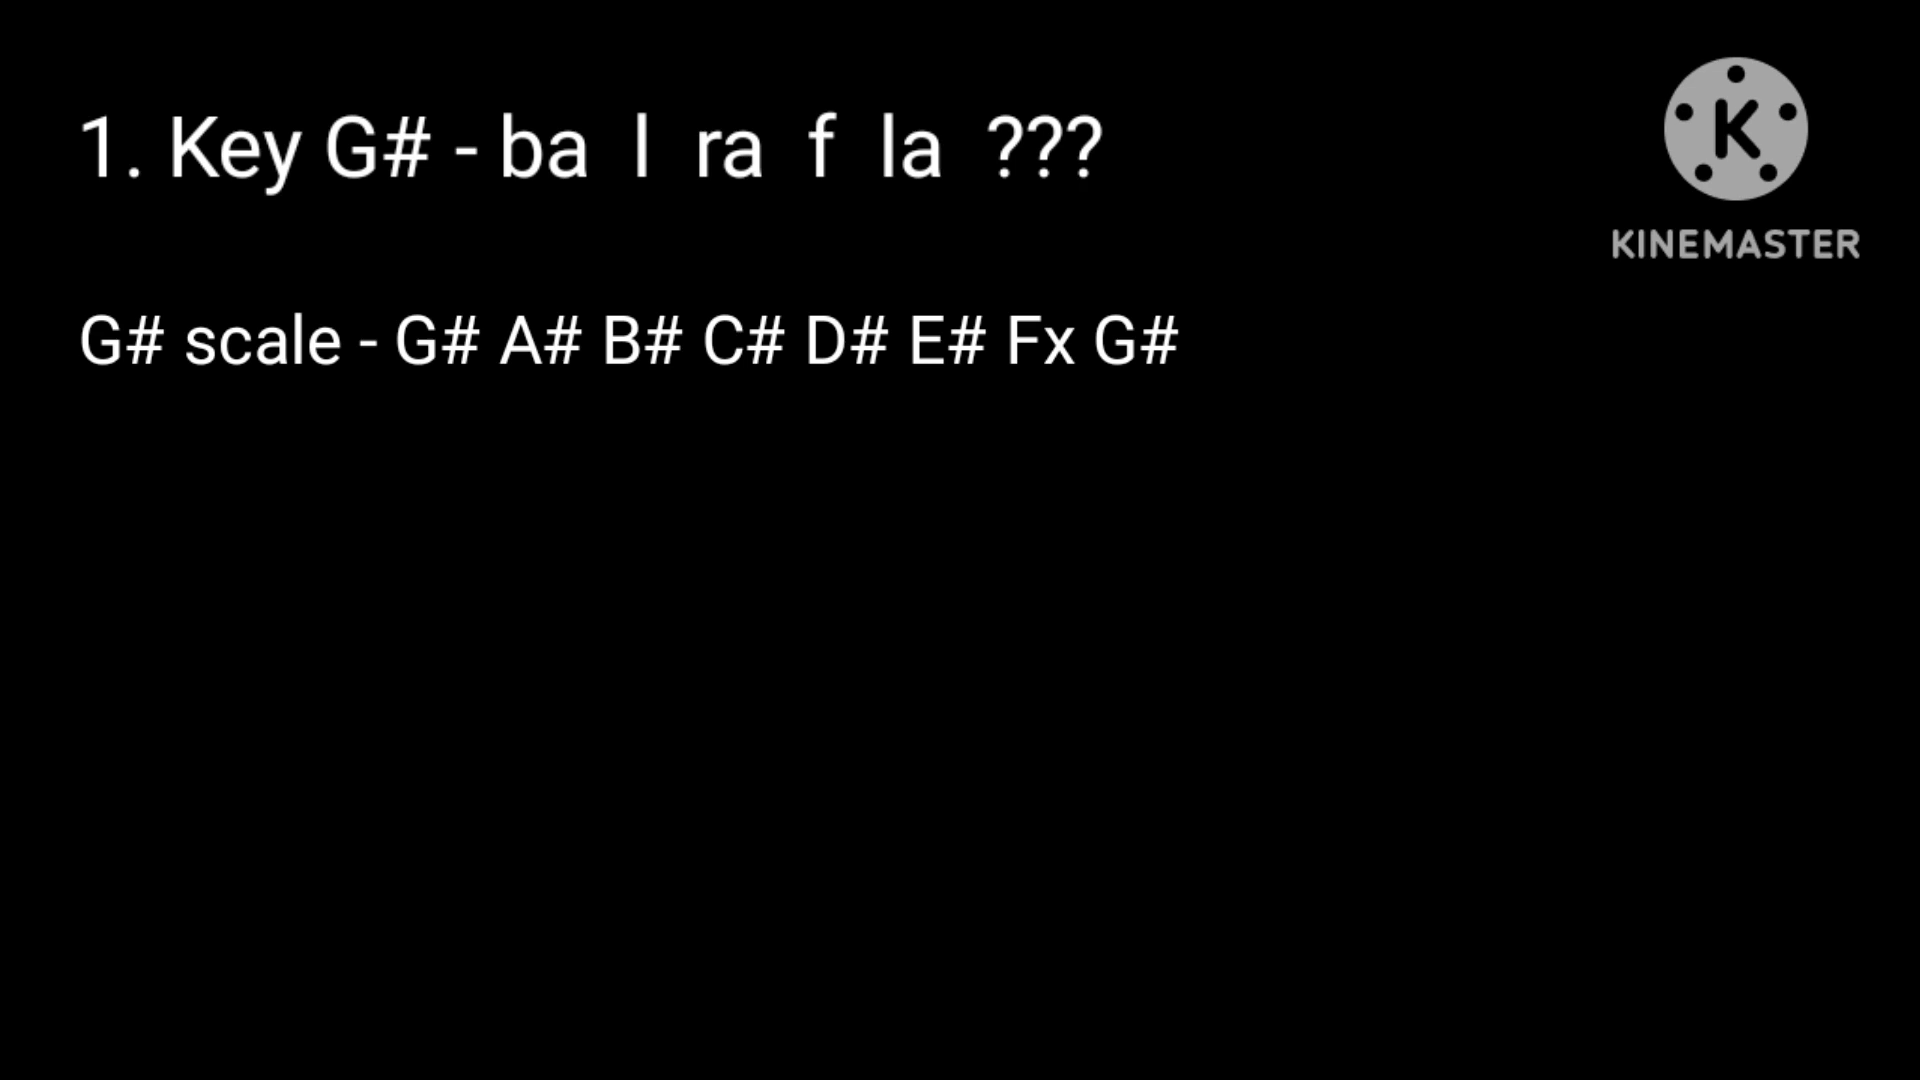 1. Key G# - ba l ra f la ???
KINEMASTER
G# scale - G# A# B# C# D# E# Fx G#